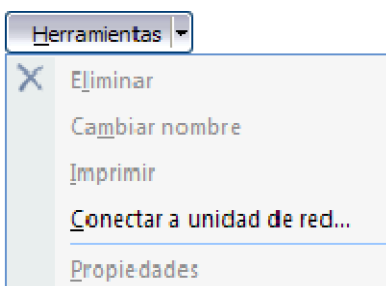 Herramientas
Eliminar
Cambiar nombre
Imprimir
Conectar a unidad de red...
Propiedades